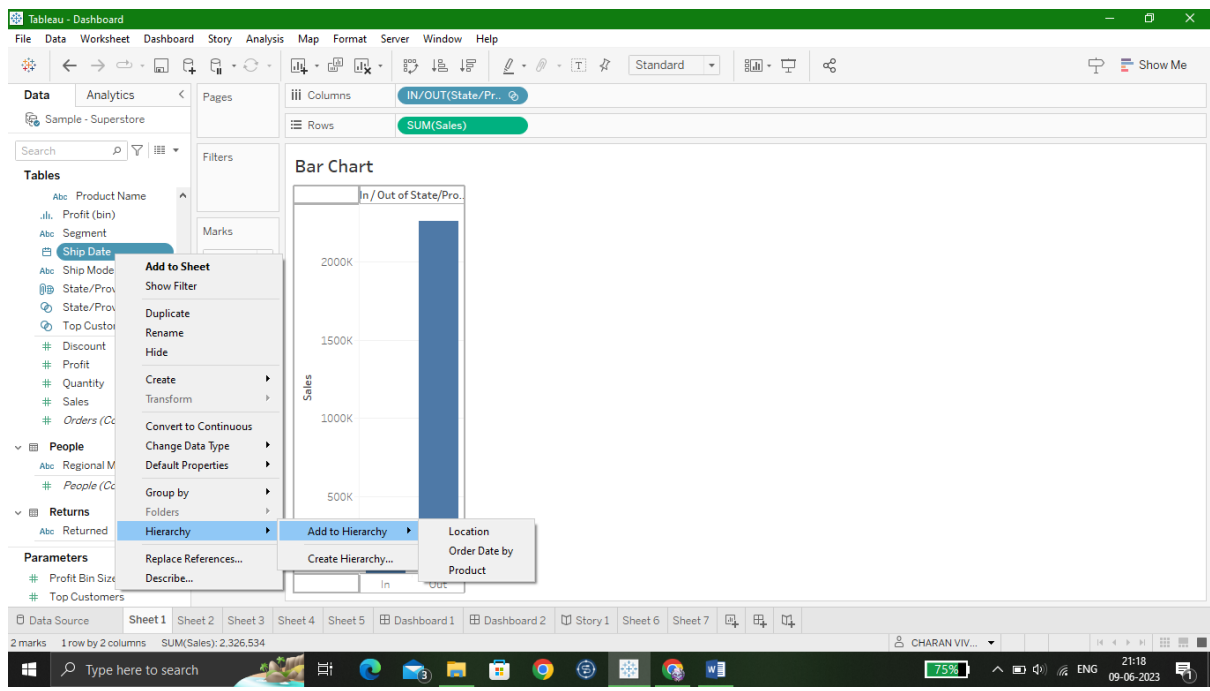 Tableau - Dashboard
File Data Worksheet Dashboard Story Analysis Map Format Server Window Help
Standard
Show Me
Data
Analytics
Sample - Superstore
Search
Tables
Abc Product Name
Profit (bin)
Abc Segment
Ship Date
Abc Ship Mode
State/Prov
State/Prov
Top Custo
# Discount
# Profit
# Quantity
# Sales
# Orders (Co
People
Abc Regional M
# People (Co
Returns
Abc Returned
Parameters
# Profit Bin Size
# Top Customers
Pages
Filters
Marks
Columns
IN/OUT(State/Pr..
Rows
SUM(Sales)
Bar Chart
In / Out of State/Pro..
2000K
1500K
1000K
500K
Sales
In
Out
Add to Sheet
Show Filter
Duplicate
Rename
Hide
Create
Transform
Convert to Continuous
Change Data Type
Default Properties
Group by
Folders
Hierarchy
Replace References...
Describe...
Add to Hierarchy
Create Hierarchy...
Location
Order Date by
Product
Data Source Sheet 1 Sheet 2 Sheet 3 Sheet 4 Sheet 5 Dashboard 1 Dashboard 2 Story 1 Sheet 6 Sheet 7
2 marks 1 row by 2 columns SUM(Sales): 2,326,534
CHARAN VIV...
Type here to search
3
75%
ENG
21:18
09-06-2023
1